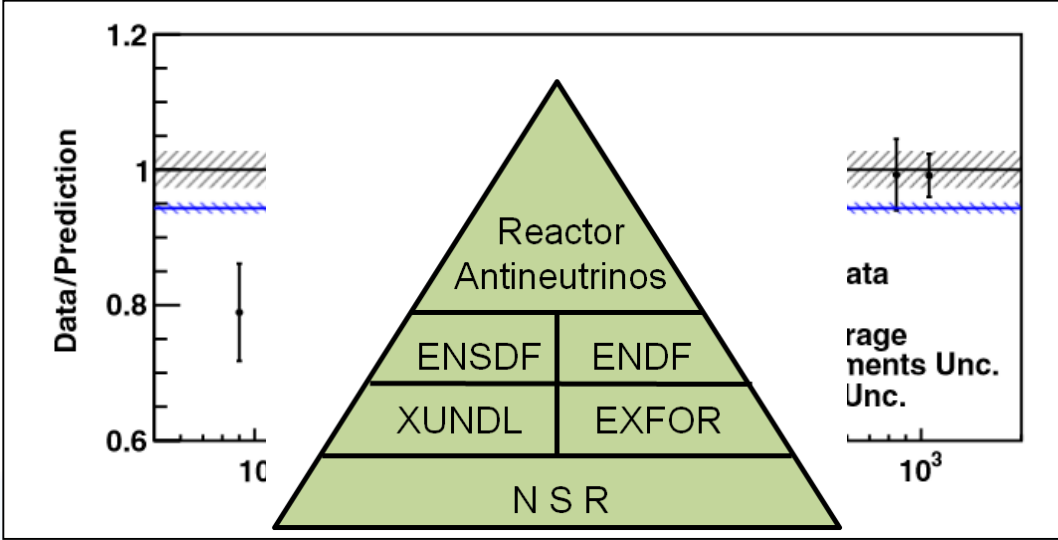 1.2
1
0.8
0.6
Data/Prediction
Reactor
Antineutrinos
ENSDF ENDF
XUNDL EXFOR
N S R
ata
rage
ments Unc.
Unc.
10
10³